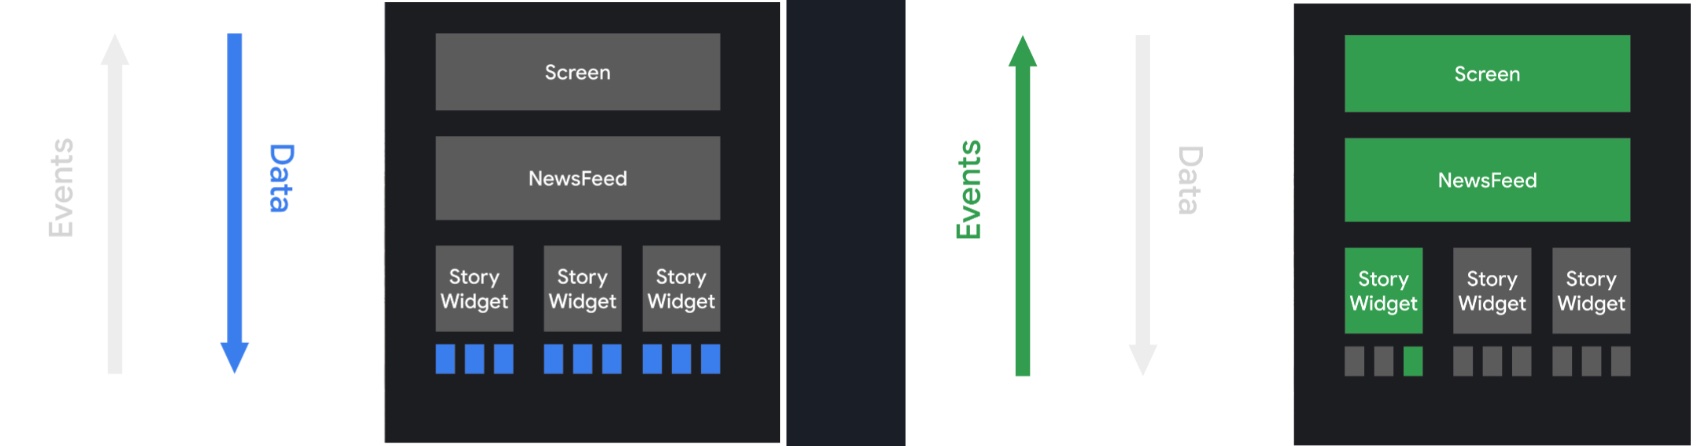 Events
Data
Screen
NewsFeed
Story
Widget
Story
Widget
Story
Widget
Events
Data
Screen
NewsFeed
Story
Widget
Story
Widget
Story
Widget